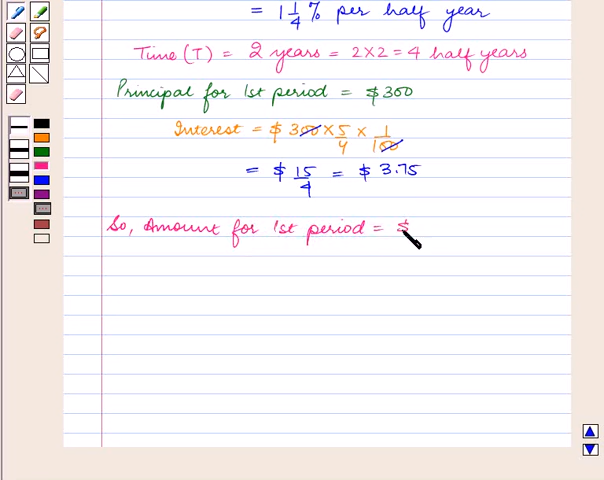 = 1 1/4 % per half year
Time (T) = 2 years = 2×2 = 4 half years
Principal for 1st period = $300
Interest = $ 300 × 5/4 × 1/100
= $ 15/4 = $ 3.75
So, Amount for 1st period = $